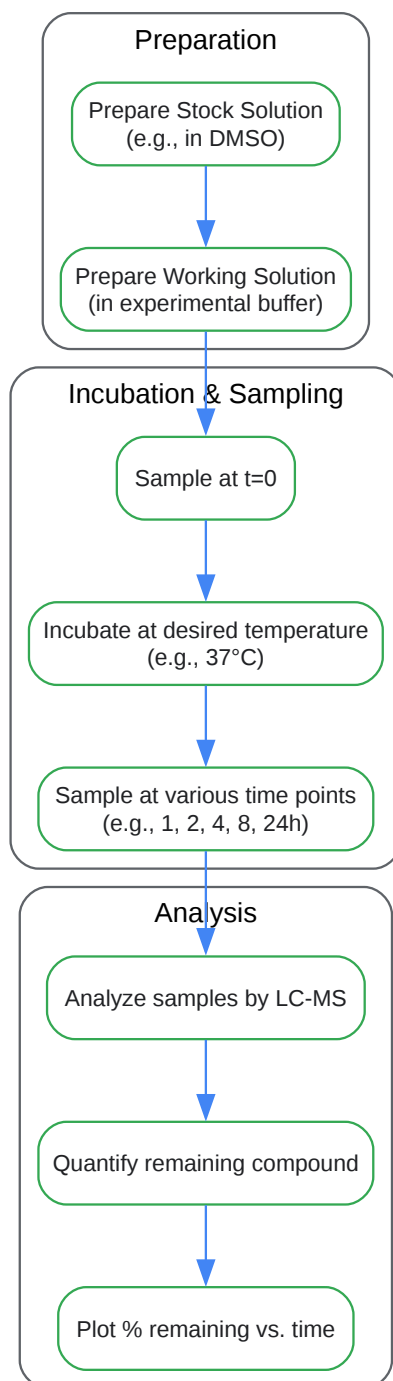 Preparation
Prepare Stock Solution
(e.g., in DMSO)
Prepare Working Solution
(in experimental buffer)
Incubation & Sampling
Sample at t=0
Incubate at desired temperature
(e.g., 37°C)
Sample at various time points
(e.g., 1, 2, 4, 8, 24h)
Analysis
Analyze samples by LC-MS
Quantify remaining compound
Plot % remaining vs. time